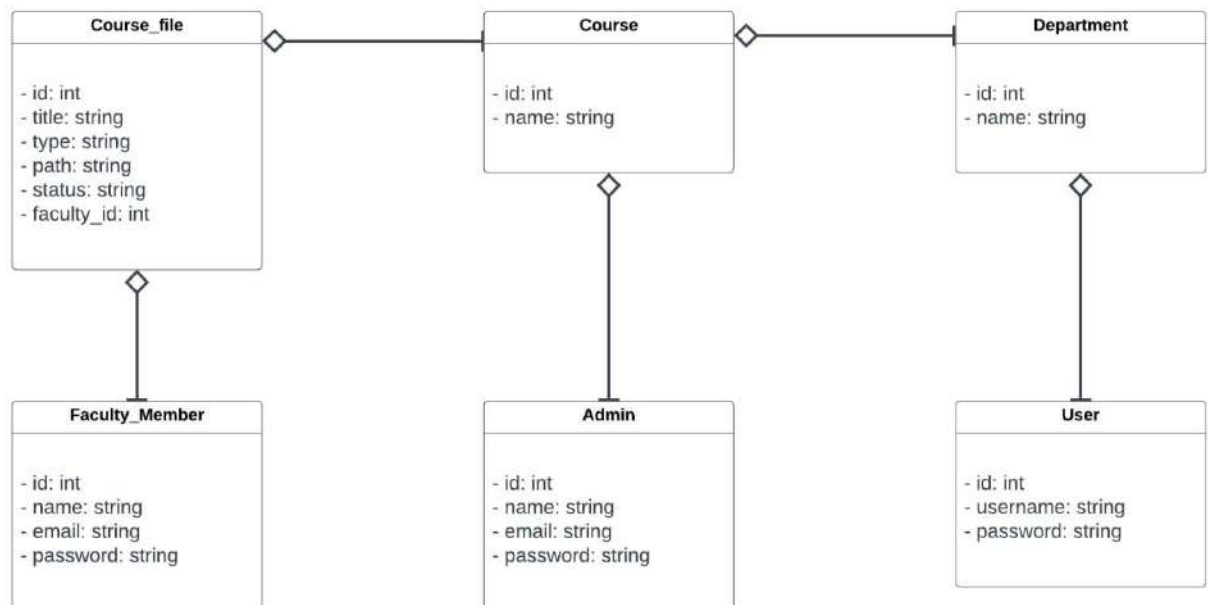 Course_file
- id: int
- title: string
- type: string
- path: string
- status: string
- faculty_id: int
Course
- id: int
- name: string
Department
- id: int
- name: string
Faculty_Member
- id: int
- name: string
- email: string
- password: string
Admin
- id: int
- name: string
- email: string
- password: string
User
- id: int
- username: string
- password: string